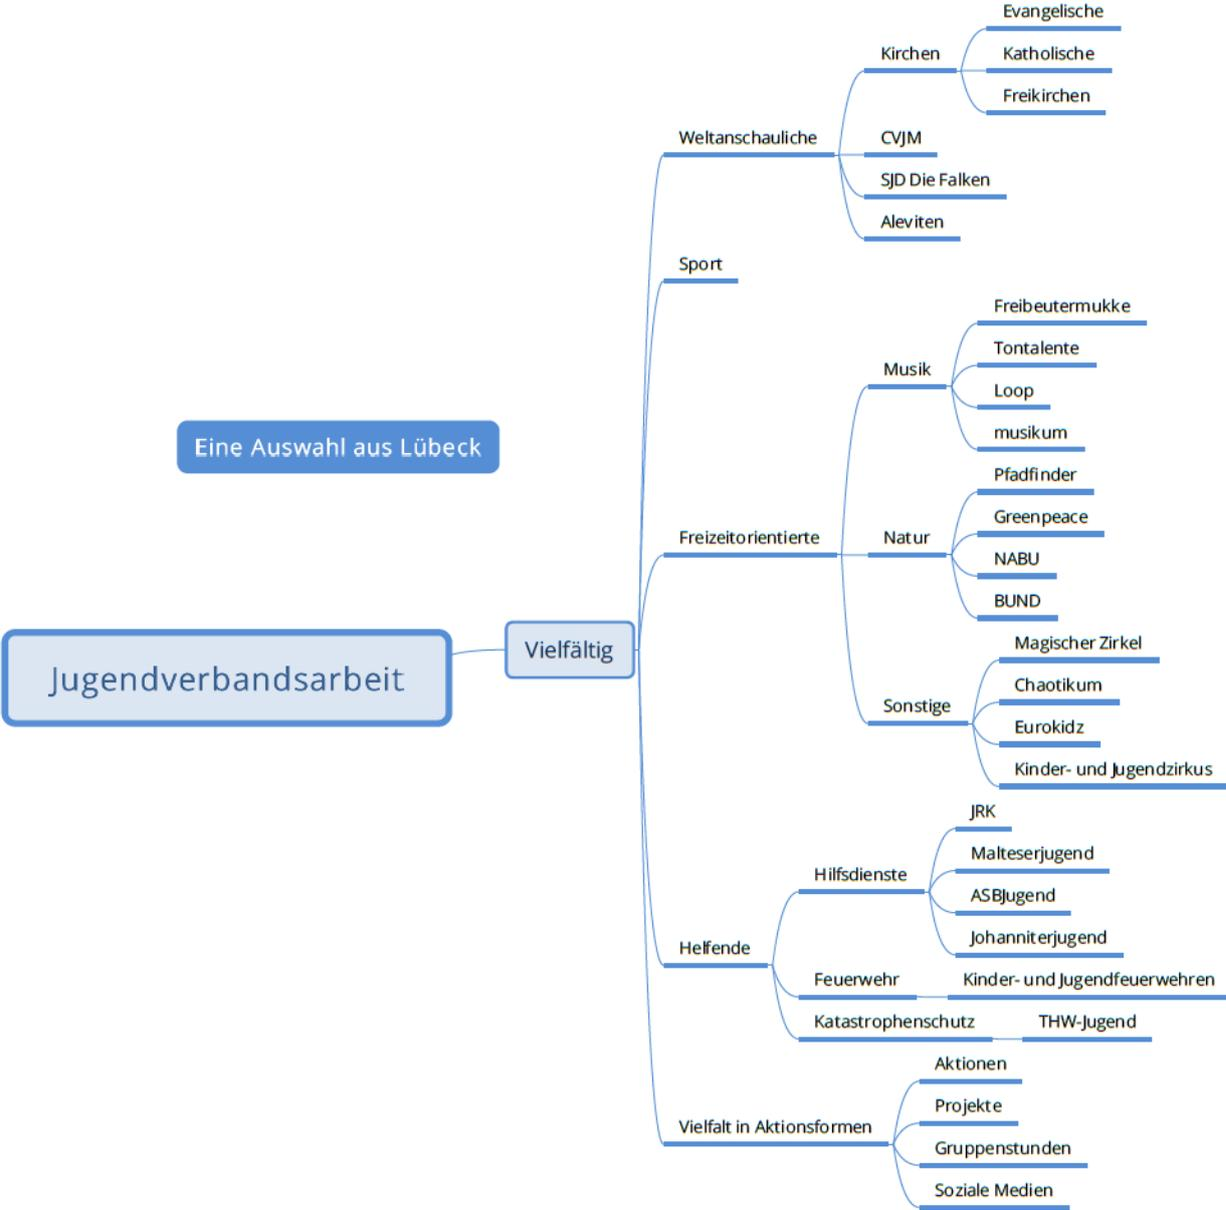 Evangelische
Kirchen
Katholische
Freikirchen
Weltanschauliche
CVJM
SJD Die Falken
Aleviten
Sport
Freibeutermukke
Musik
Tontalente
Loop
musikum
Eine Auswahl aus Lübeck
Pfadfinder
Greenpeace
Freizeitorientierte
Natur
NABU
BUND
Jugendverbandsarbeit
Vielfältig
Magischer Zirkel
Chaotikum
Sonstige
Eurokidz
Kinder- und Jugendzirkus
JRK
Malteserjugend
Hilfsdienste
ASBJugend
Johanniterjugend
Helfende
Feuerwehr
Kinder- und Jugendfeuerwehren
Katastrophenschutz
THW-Jugend
Aktionen
Projekte
Vielfalt in Aktionsformen
Gruppenstunden
Soziale Medien